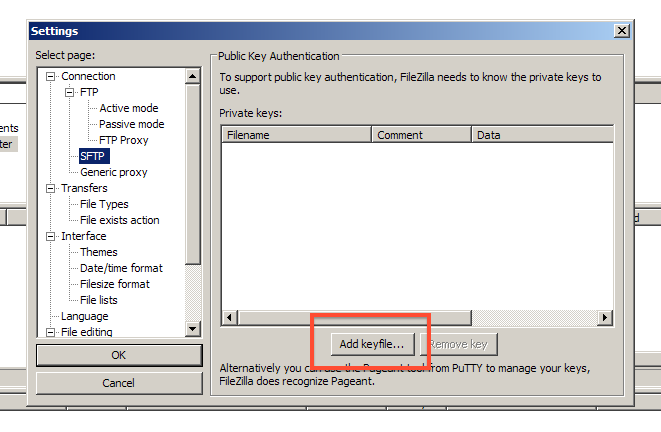 Settings
Select page:
Connection
FTP
Active mode
Passive mode
FTP Proxy
SFTP
Generic proxy
Transfers
File Types
File exists action
Interface
Themes
Date/time format
Filesize format
File lists
Language
File editing
OK
Cancel
Public Key Authentication
To support public key authentication, FileZilla needs to know the private keys to
use.
Private keys:
Filename Comment Data
Add keyfile... Remove key
Alternatively you can use the Pageant tool from PuTTY to manage your keys,
FileZilla does recognize Pageant.